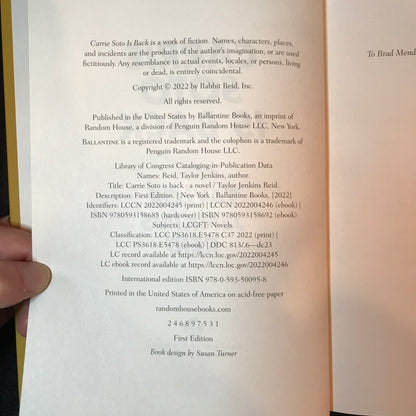 Carrie Soto Is Back is a work of fiction. Names, characters, places,
and incidents are the products of the author's imagination, or are used
fictitiously. Any resemblance to actual events, locales, or persons, living
or dead, is entirely coincidental.
Copyright © 2022 by Rabbit Reid, Inc.
All rights reserved.
Published in the United States by Ballantine Books, an imprint of
Random House, a division of Penguin Random House LLC, New York.
BALLANTINE is a registered trademark and the colophon is a trademark of
Penguin Random House LLC.
Library of Congress Cataloging-in-Publication Data
Names: Reid, Taylor Jenkins, author.
Title: Carrie Soto is back : a novel / Taylor Jenkins Reid.
Description: First Edition. | New York : Ballantine Books, [2022]
Identifiers: LCCN 2022004245 (print) | LCCN 2022004246 (ebook) |
ISBN 9780593158685 (hardcover) | ISBN 9780593158692 (ebook)
Subjects: LCGFT: Novels.
Classification: LCC PS3618.E5478 C37 2022 (print) |
LCC PS3618.E5478 (ebook) | DDC 813/.6—dc23
LC record available at https://lccn.loc.gov/2022004245
LC ebook record available at https://lccn.loc.gov/2022004246
International edition ISBN 978-0-593-50095-8
Printed in the United States of America on acid-free paper
randomhousebooks.com
2 4 6 8 9 7 5 3 1
First Edition
Book design by Susan Turner
To Brad Mend